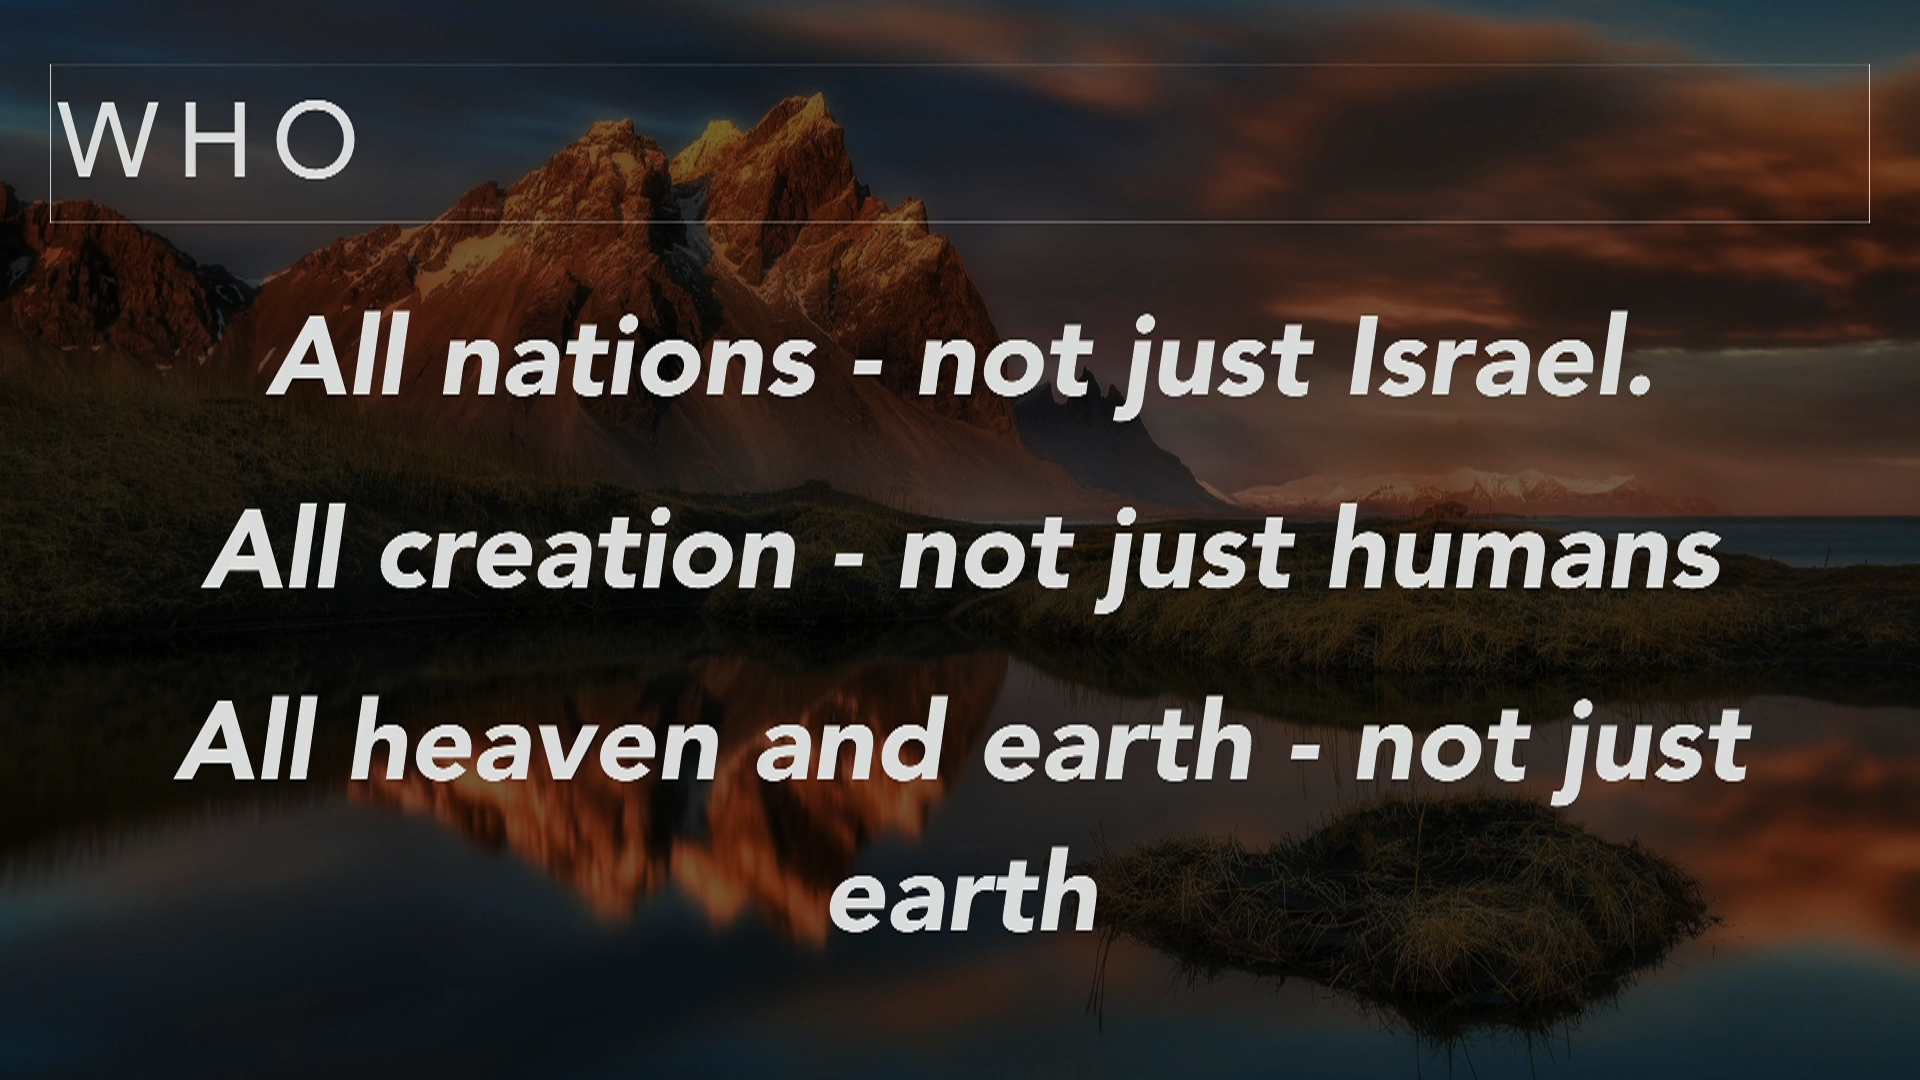 WHO
All nations - not just Israel.
All creation - not just humans
All heaven and earth - not just
earth